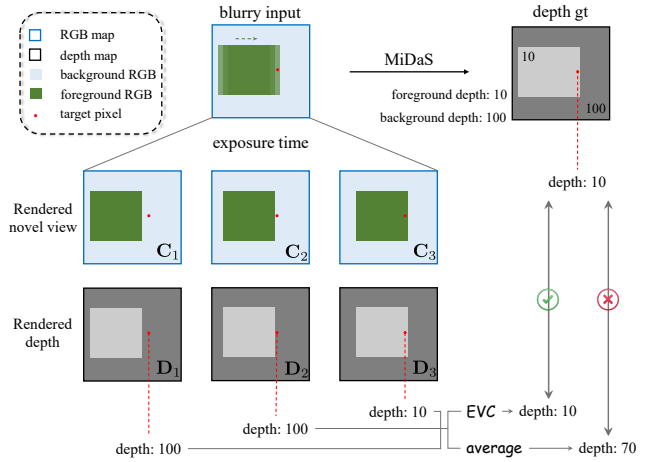 blurry input
depth gt
RGB map
depth map
background RGB
foreground RGB
target pixel
MiDaS
10
100
foreground depth: 10
background depth: 100
exposure time
depth: 10
Rendered
novel view
C1
C2
C3
Rendered
depth
D1
D2
D3
depth: 10
EVC
depth: 10
depth: 100
depth: 100
average
depth: 70